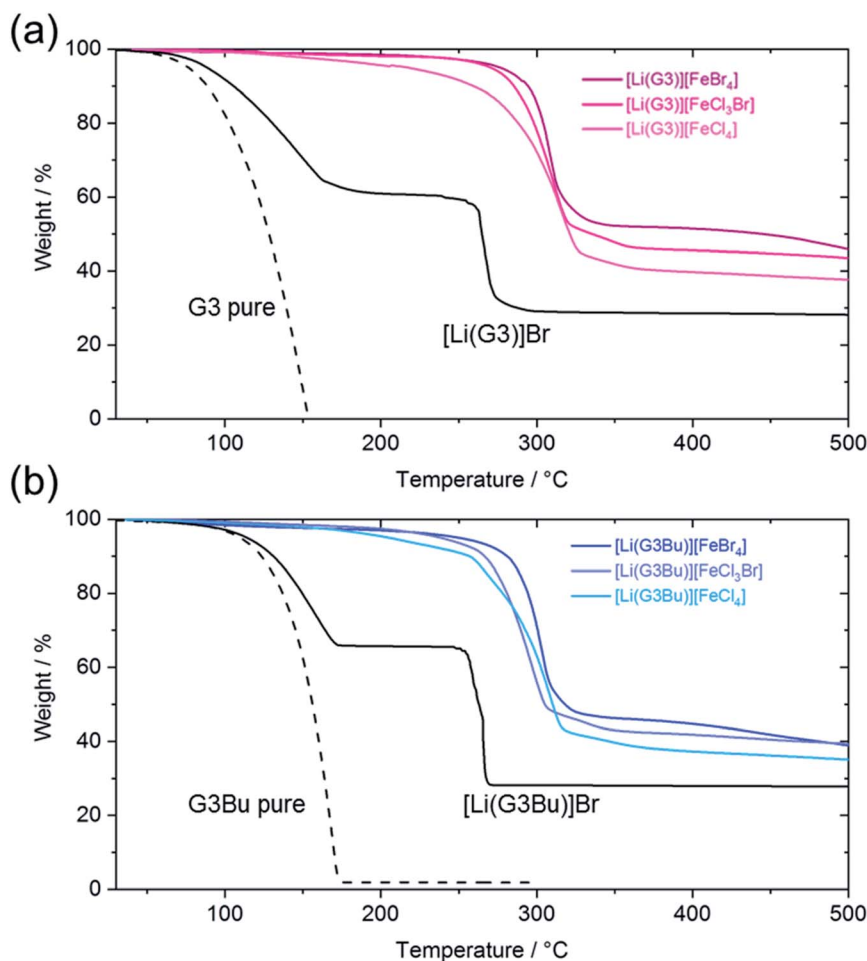 (a)
100
80
60
40
20
0
Weight / %
[Li(G3)][FeBr₄]
[Li(G3)][FeCl₃Br]
[Li(G3)][FeCl₄]
G3 pure
[Li(G3)]Br
100 200 300 400 500
Temperature / °C
(b)
100
80
60
40
20
0
Weight / %
[Li(G3Bu)][FeBr₄]
[Li(G3Bu)][FeCl₃Br]
[Li(G3Bu)][FeCl₄]
G3Bu pure
[Li(G3Bu)]Br
100 200 300 400 500
Temperature / °C